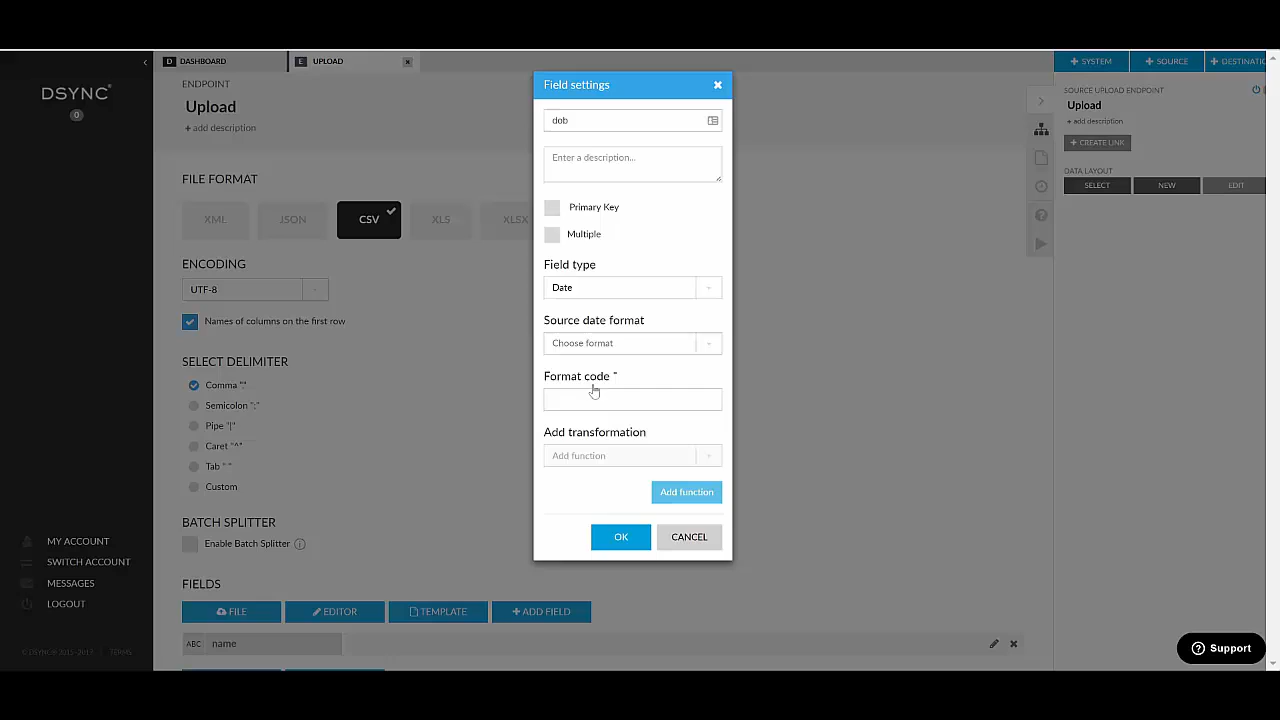 DSYNC
0
MY ACCOUNT
SWITCH ACCOUNT
MESSAGES
LOGOUT
© DSYNC 2015-2017 | TERMS
D DASHBOARD
E UPLOAD
ENDPOINT
Upload
+ add description
FILE FORMAT
XML
JSON
CSV
XLS
XLSX
ENCODING
UTF-8
Names of columns on the first row
SELECT DELIMITER
Comma ","
Semicolon ";"
Pipe "|"
Caret "^"
Tab " "
Custom
BATCH SPLITTER
Enable Batch Splitter
FIELDS
FILE
EDITOR
TEMPLATE
+ ADD FIELD
ABC name
Field settings
dob
Enter a description...
Primary Key
Multiple
Field type
Date
Source date format
Choose format
Format code *
Add transformation
Add function
Add function
OK
CANCEL
+ SYSTEM
+ SOURCE
+ DESTINATIO
SOURCE UPLOAD ENDPOINT
Upload
+ add description
+ CREATE LINK
DATA LAYOUT
SELECT
NEW
EDIT
Support